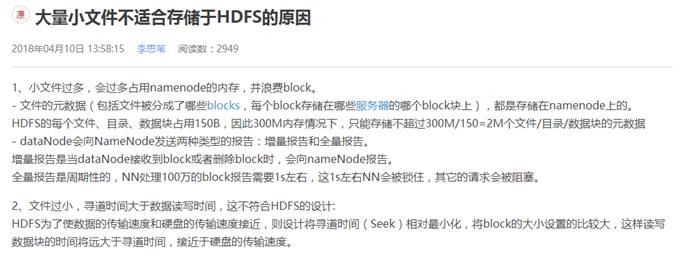 原 大量小文件不适合存储于HDFS的原因
2018年04月10日 13:58:15 李思笔 阅读数：2949
1、小文件过多，会过多占用namenode的内存，并浪费block。
- 文件的元数据（包括文件被分成了哪些blocks，每个block存储在哪些服务器的哪个block块上），都是存储在namenode上的。
HDFS的每个文件、目录、数据块占用150B，因此300M内存情况下，只能存储不超过300M/150=2M个文件/目录/数据块的元数据
- dataNode会向NameNode发送两种类型的报告：增量报告和全量报告。
增量报告是当dataNode接收到block或者删除block时，会向nameNode报告。
全量报告是周期性的，NN处理100万的block报告需要1s左右，这1s左右NN会被锁住，其它的请求会被阻塞。
2、文件过小，寻道时间大于数据读写时间，这不符合HDFS的设计:
HDFS为了使数据的传输速度和硬盘的传输速度接近，则设计将寻道时间（Seek）相对最小化，将block的大小设置的比较大，这样读写
数据块的时间将远大于寻道时间，接近于硬盘的传输速度。